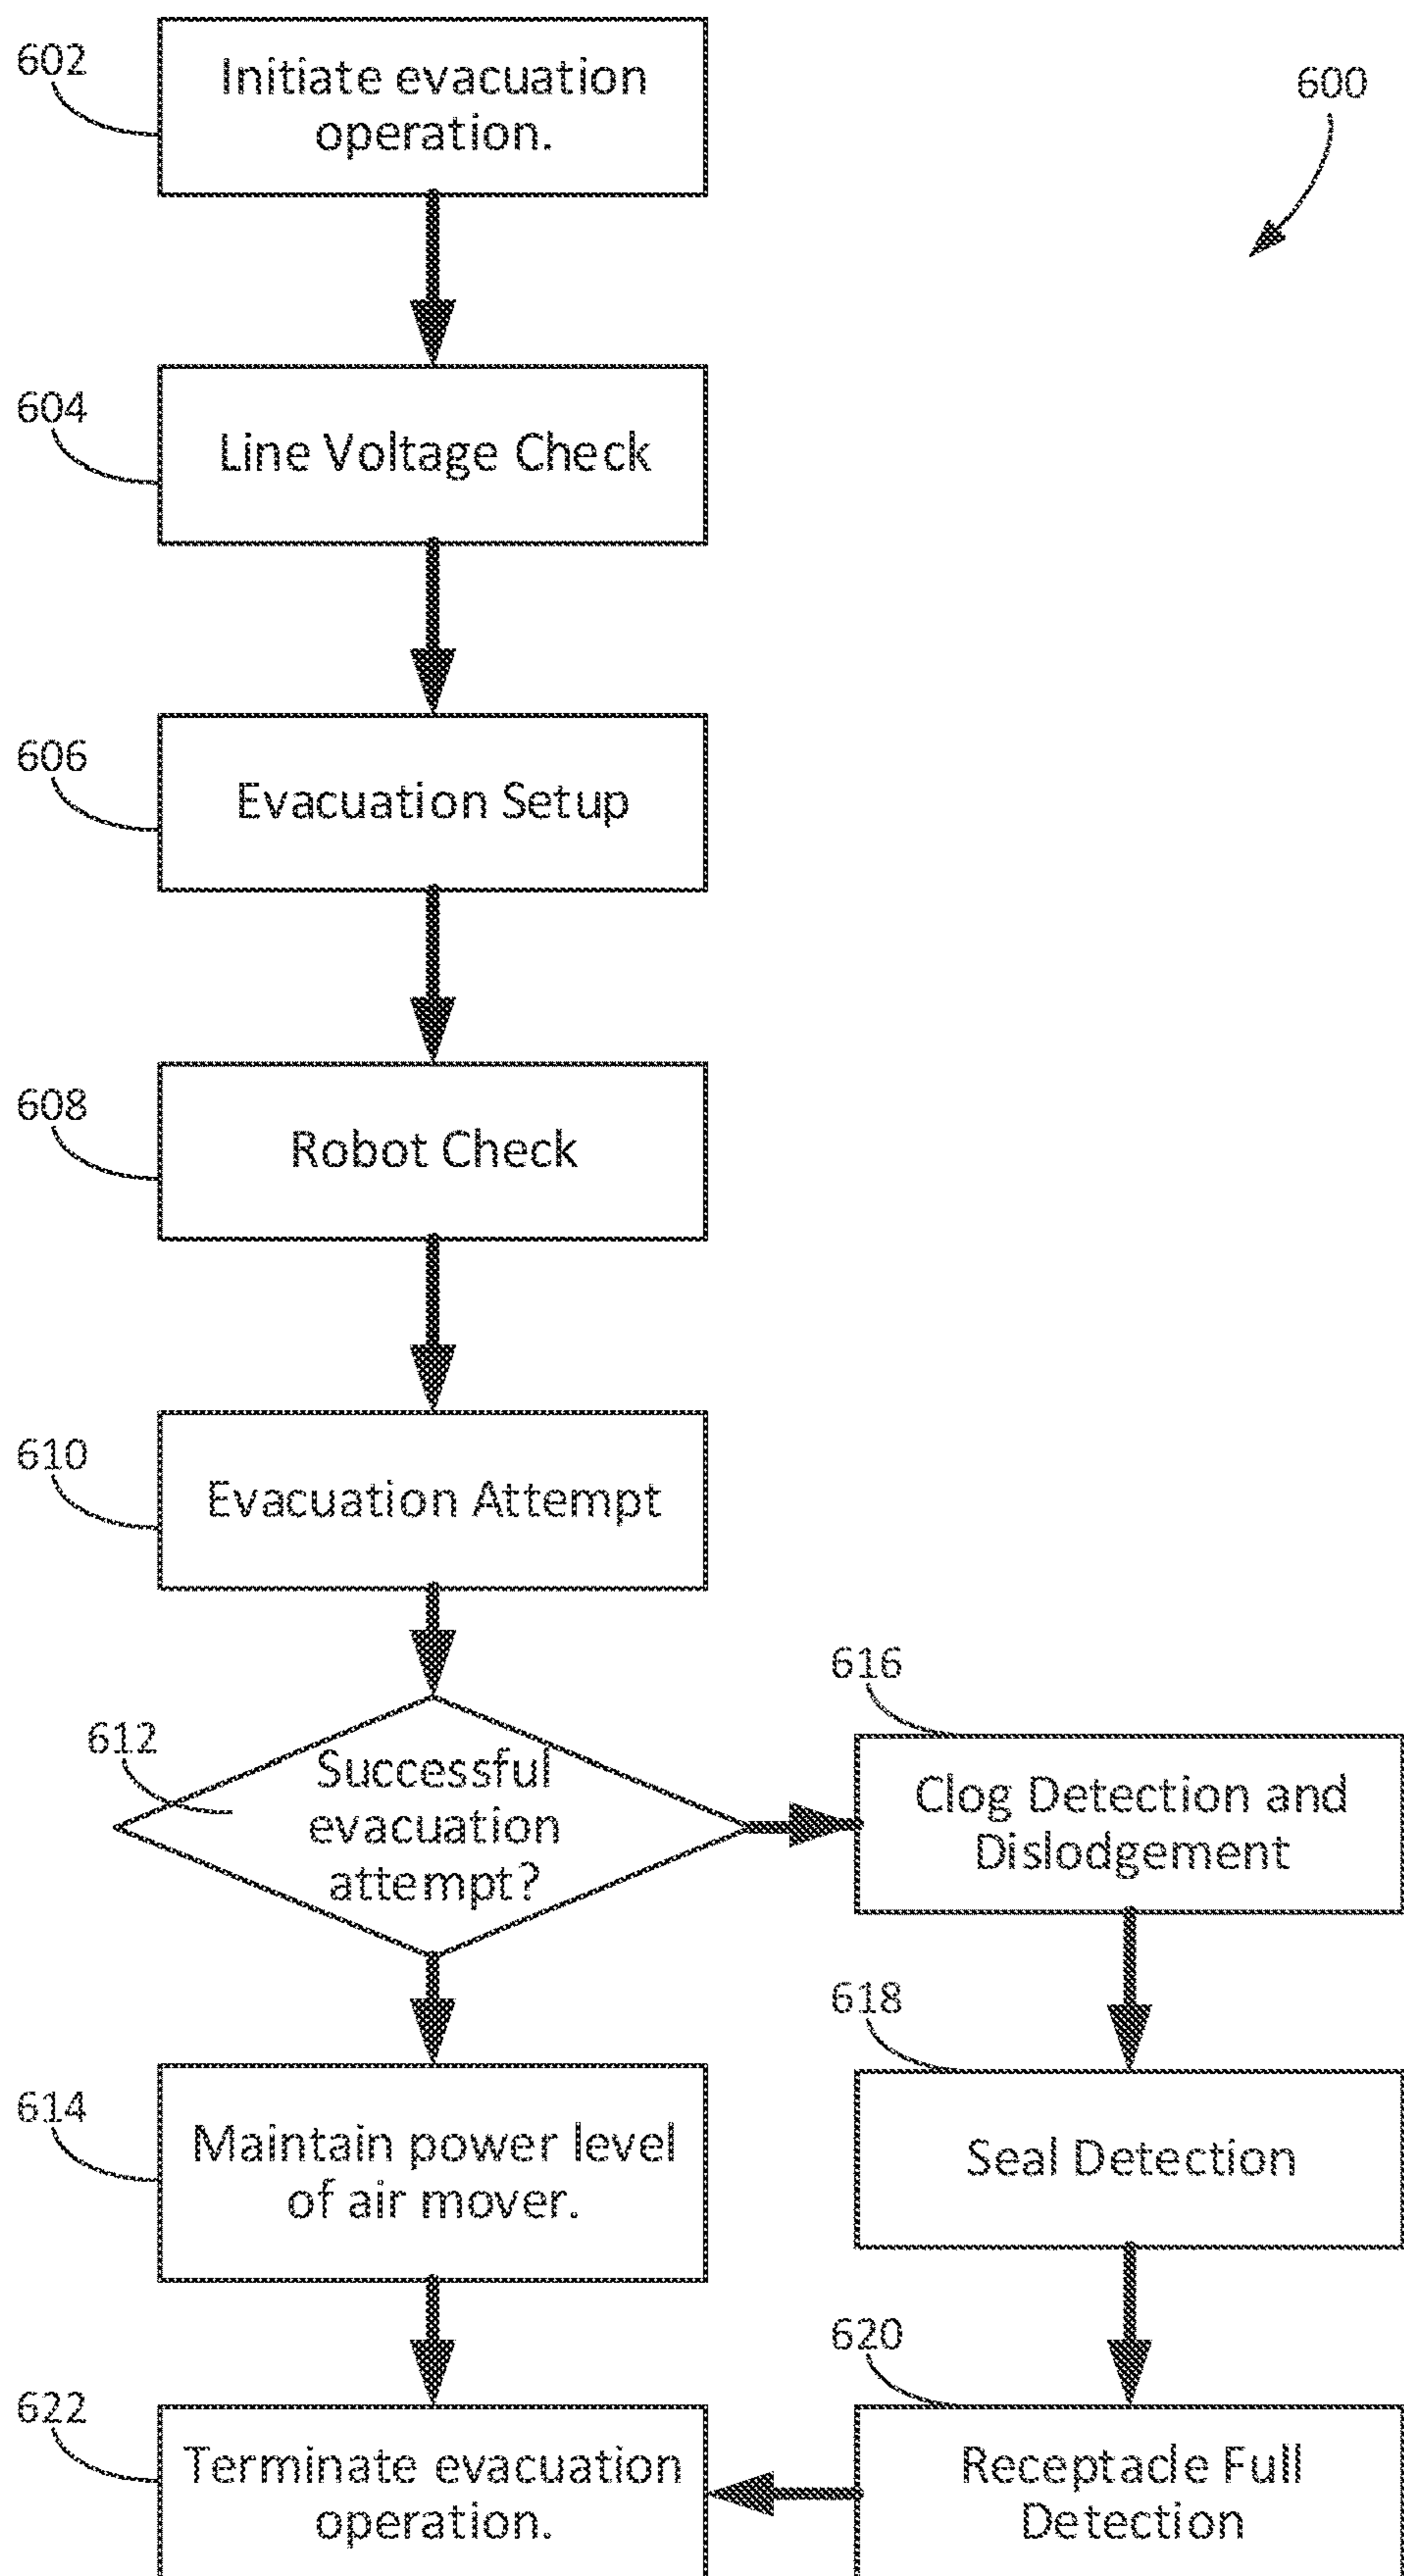 602
Initiate evacuation
operation.
600
604
Line Voltage Check
606
Evacuation Setup
608
Robot Check
610
Evacuation Attempt
612
Successful
evacuation
attempt?
616
Clog Detection and
Dislodgement
614
Maintain power level
of air mover.
618
Seal Detection
622
Terminate evacuation
operation.
620
Receptacle Full
Detection